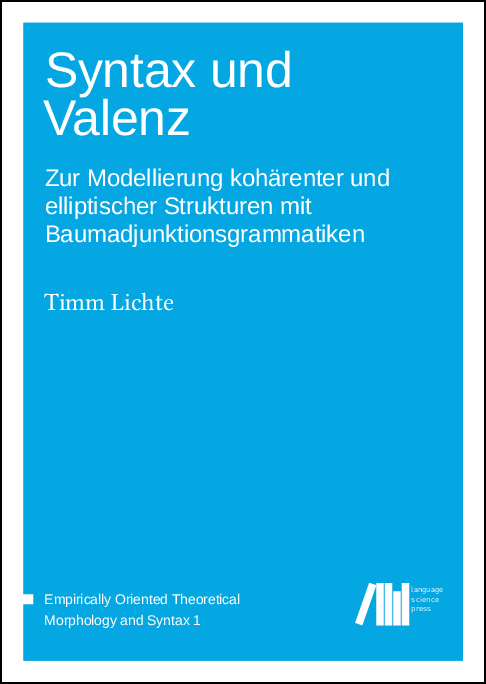 Syntax und
Valenz
Zur Modellierung kohärenter und
elliptischer Strukturen mit
Baumadjunktionsgrammatiken
Timm Lichte
Empirically Oriented Theoretical
Morphology and Syntax 1
language
science
press